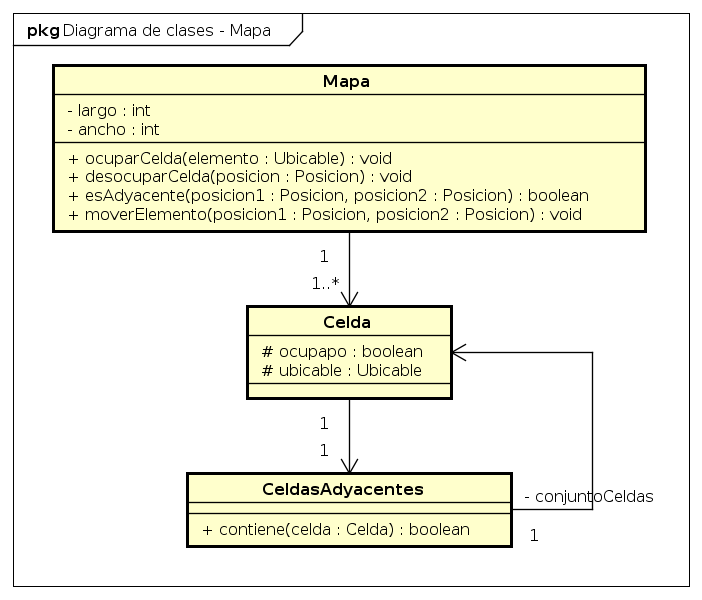 pkg Diagrama de clases - Mapa
Mapa
- largo : int
- ancho : int
+ ocuparCelda(elemento : Ubicable) : void
+ desocuparCelda(posicion : Posicion) : void
+ esAdyacente(posicion1 : Posicion, posicion2 : Posicion) : boolean
+ moverElemento(posicion1 : Posicion, posicion2 : Posicion) : void
1
1..*
Celda
# ocupapo : boolean
# ubicable : Ubicable
1
1
CeldasAdyacentes
- conjuntoCeldas
+ contiene(celda : Celda) : boolean
1